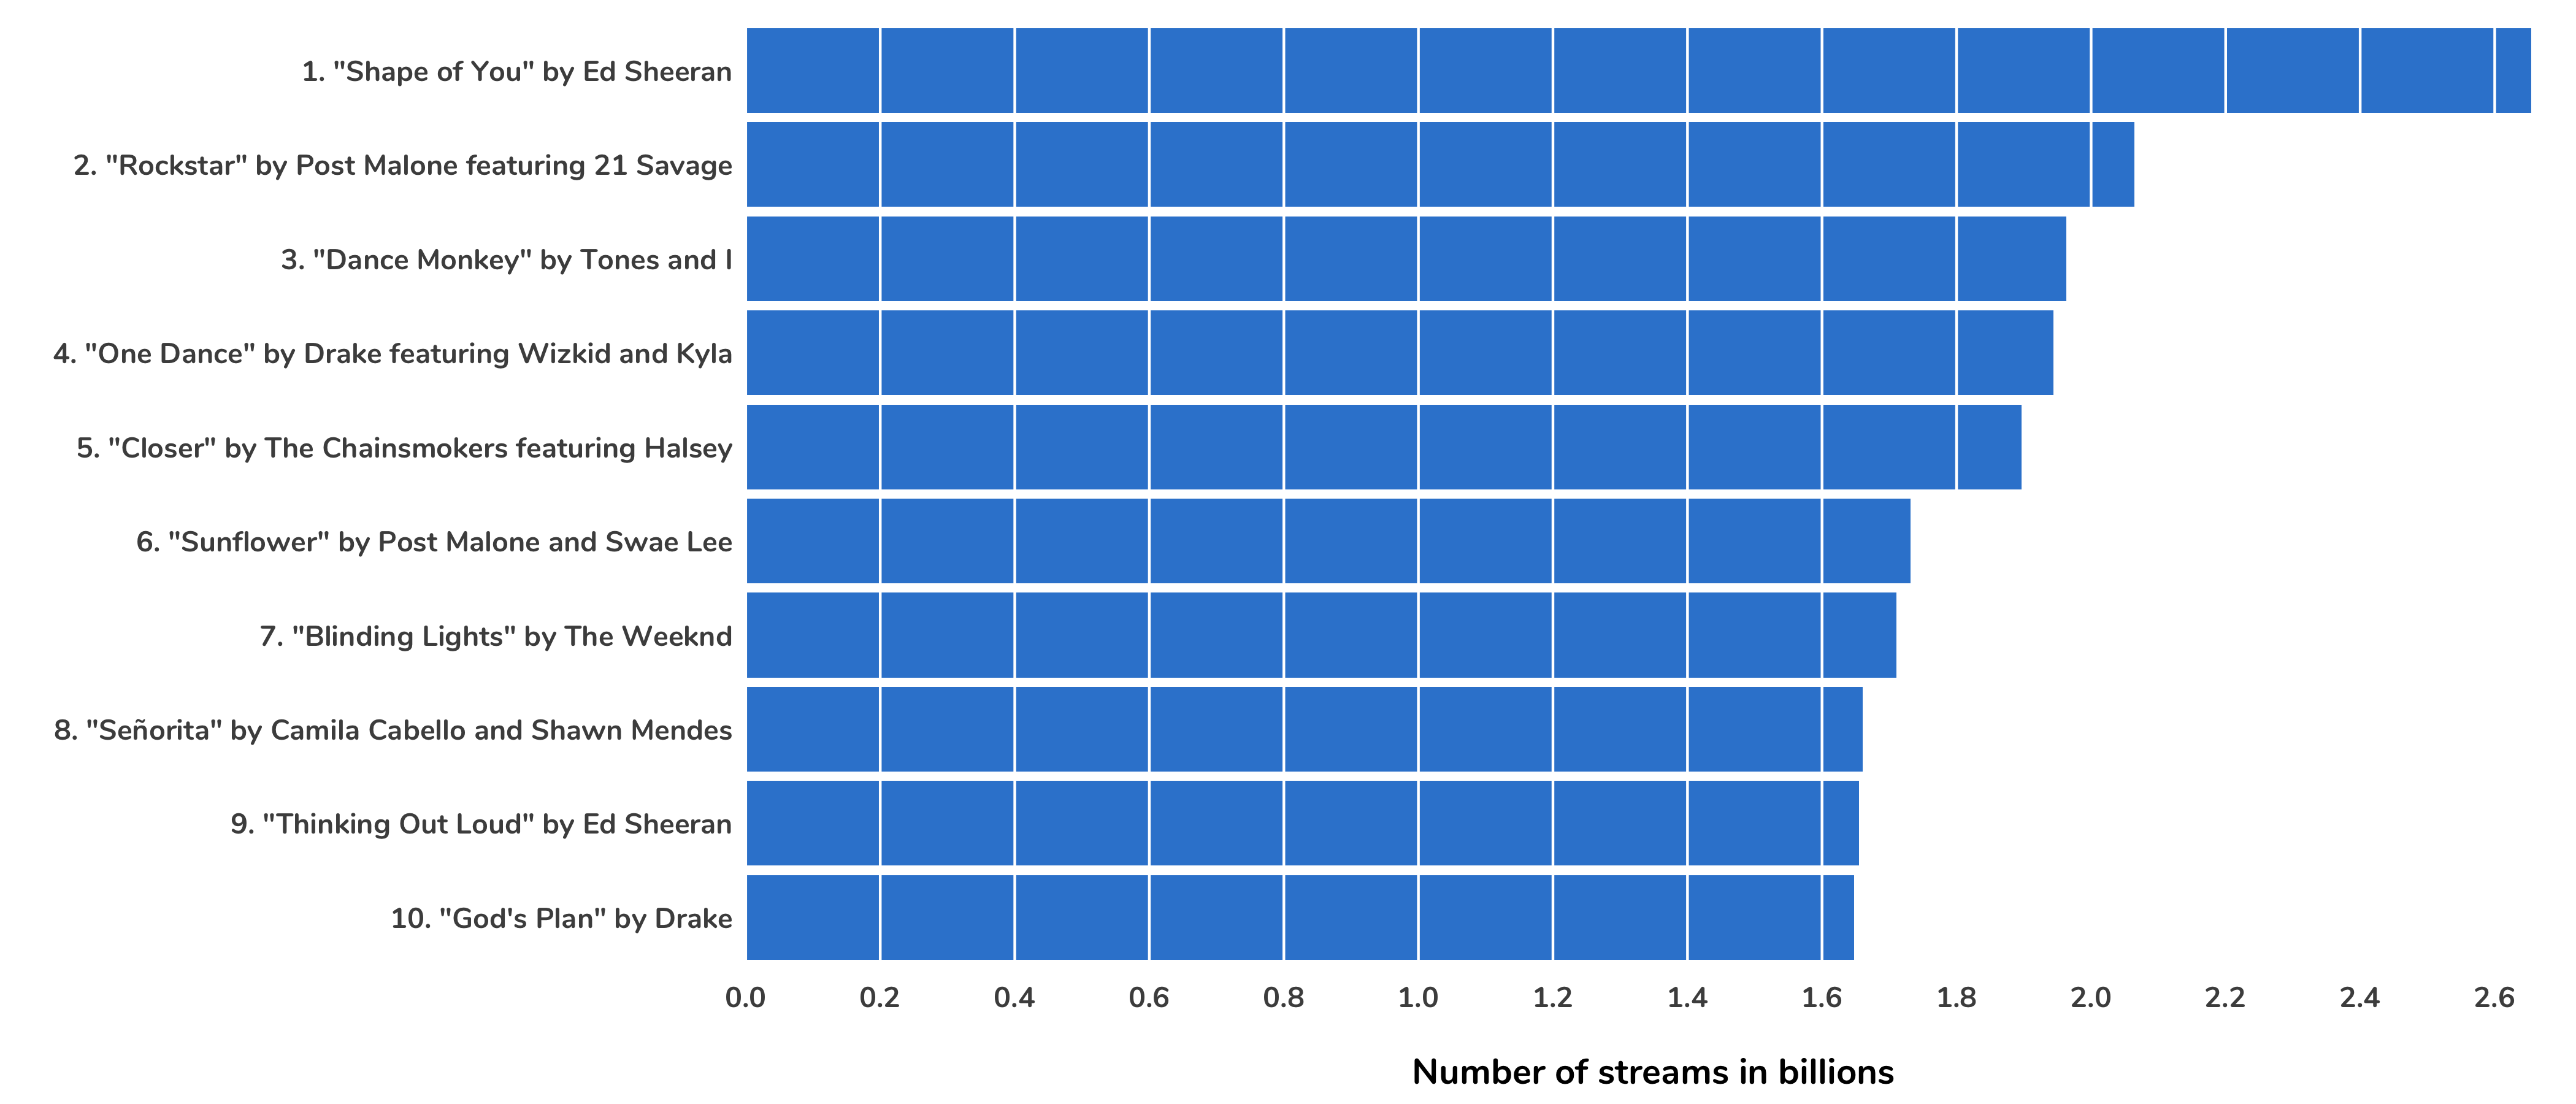 1. "Shape of You" by Ed Sheeran
2. "Rockstar" by Post Malone featuring 21 Savage
3. "Dance Monkey" by Tones and I
4. "One Dance" by Drake featuring Wizkid and Kyla
5. "Closer" by The Chainsmokers featuring Halsey
6. "Sunflower" by Post Malone and Swae Lee
7. "Blinding Lights" by The Weeknd
8. "Señorita" by Camila Cabello and Shawn Mendes
9. "Thinking Out Loud" by Ed Sheeran
10. "God's Plan" by Drake
0.0 0.2 0.4 0.6 0.8 1.0 1.2 1.4 1.6 1.8 2.0 2.2 2.4 2.6
Number of streams in billions